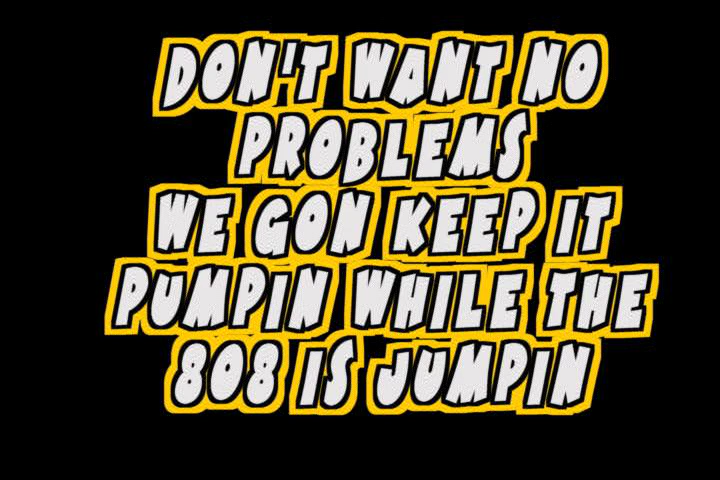 DON'T WANT NO
PROBLEMS
WE GON KEEP IT
PUMPIN WHILE THE
808 IS JUMPIN